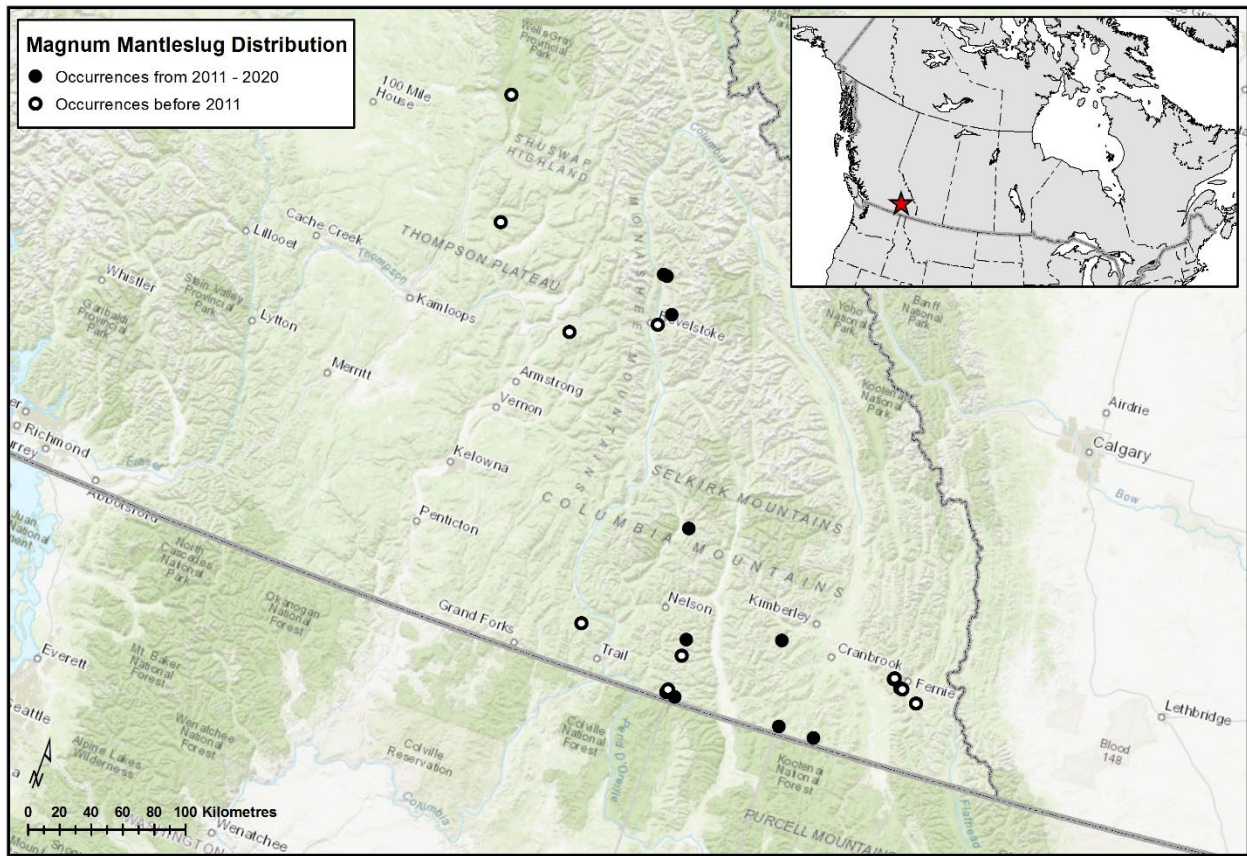 Magnum Mantleslug Distribution
Occurrences from 2011 - 2020
Occurrences before 2011
Wells Gray
Provincial
Park
100 Mile
House
SHUSWAP
HIGHLAND
Columbia
MONASHEE MOUNTAINS
Cache Creek
Lillooet
THOMPSON PLATEAU
Thompson
Whistler
Stein Valley
Provincial
Park
Garibaldi
Provincial
Park
Kamloops
Lytton
Revelstoke
Yoho
National
Park
Banff
National
Park
Merritt
Armstrong
Vernon
Kootenay
National
Park
Airdrie
Calgary
Richmond
Fraser
Abbotsford
Kelowna
Bow
SELKIRK MOUNTAINS
COLUMBIA MOUNTAINS
Penticton
Juan
National
North
Cascades
National
Park
Okanogan
National
Forest
Nelson
Kimberley
Grand Forks
Trail
Cranbrook
Fernie
Everett
Mt. Baker
National
Forest
Lethbridge
Seattle
Wenatchee
National
Forest
Alpine Lakes
Wilderness
Colville
National
Forest
Colville
Reservation
Pend D'Oreille
Kootenai
National
Forest
Blood
148
Flathead
N
0 20 40 60 80 100 Kilometres
Columbia
PURCELL MOUNTAINS
WASHINGTON
Wenatchee